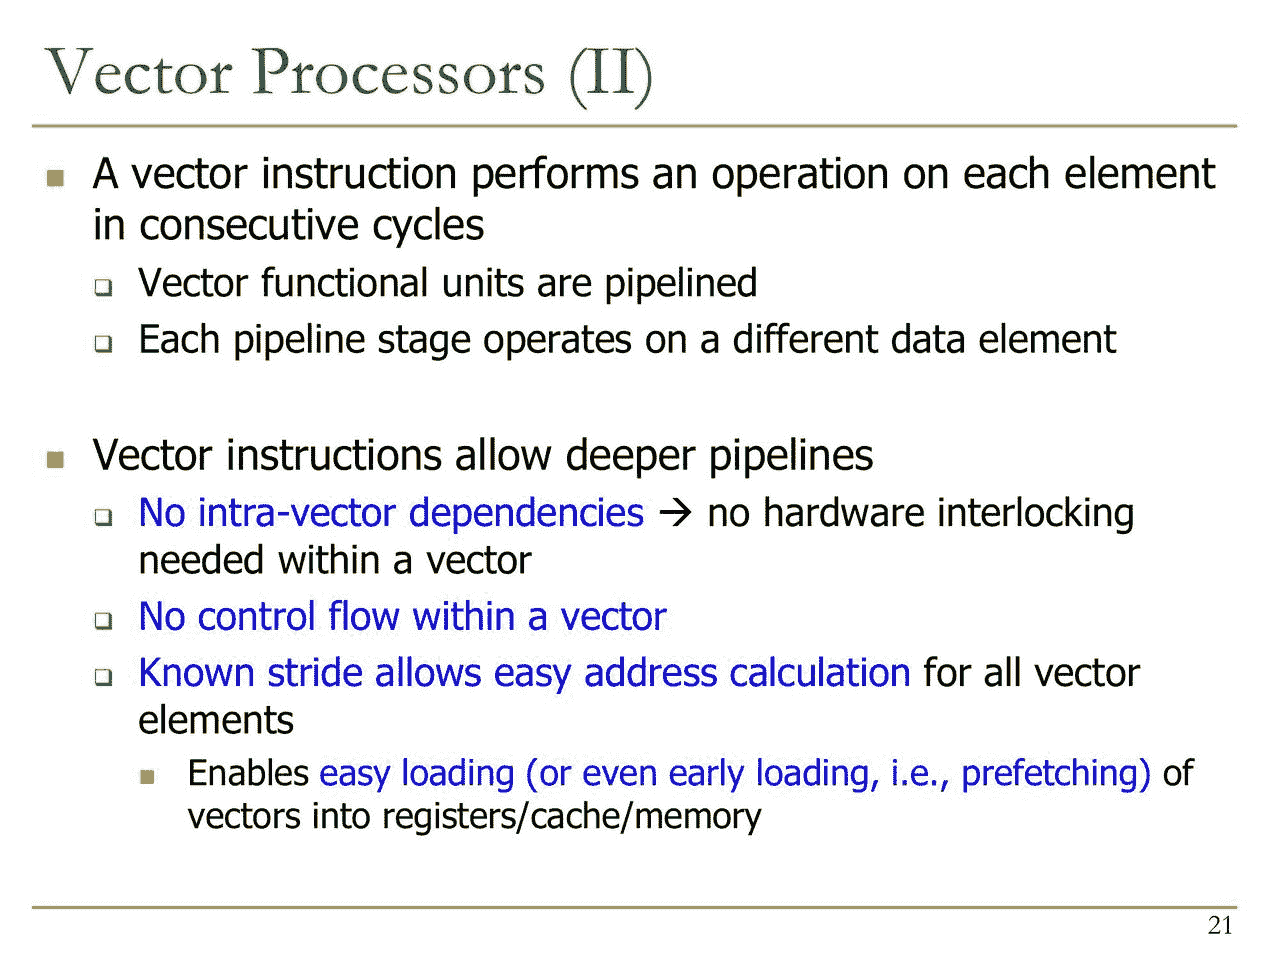 Vector Processors (II)
A vector instruction performs an operation on each element
in consecutive cycles
Vector functional units are pipelined
Each pipeline stage operates on a different data element
Vector instructions allow deeper pipelines
No intra-vector dependencies → no hardware interlocking
needed within a vector
No control flow within a vector
Known stride allows easy address calculation for all vector
elements
Enables easy loading (or even early loading, i.e., prefetching) of
vectors into registers/cache/memory
21